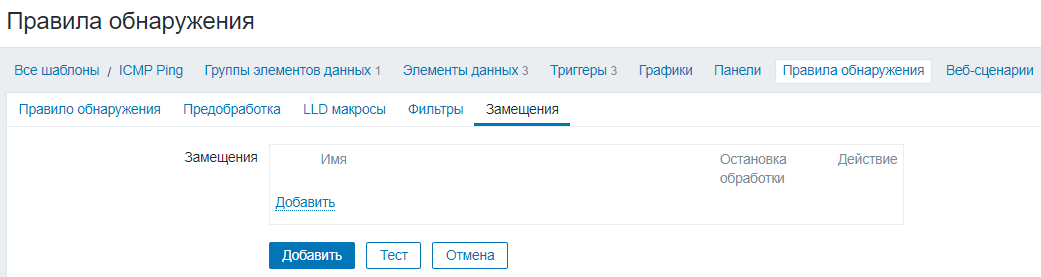 Правила обнаружения
Все шаблоны / ICMP Ping Группы элементов данных 1 Элементы данных 3 Триггеры 3 Графики Панели Правила обнаружения Веб-сценарии
Правило обнаружения Предобработка LLD макросы Фильтры Замещения
Замещения Имя Остановка обработки Действие
Добавить
Добавить Тест Отмена